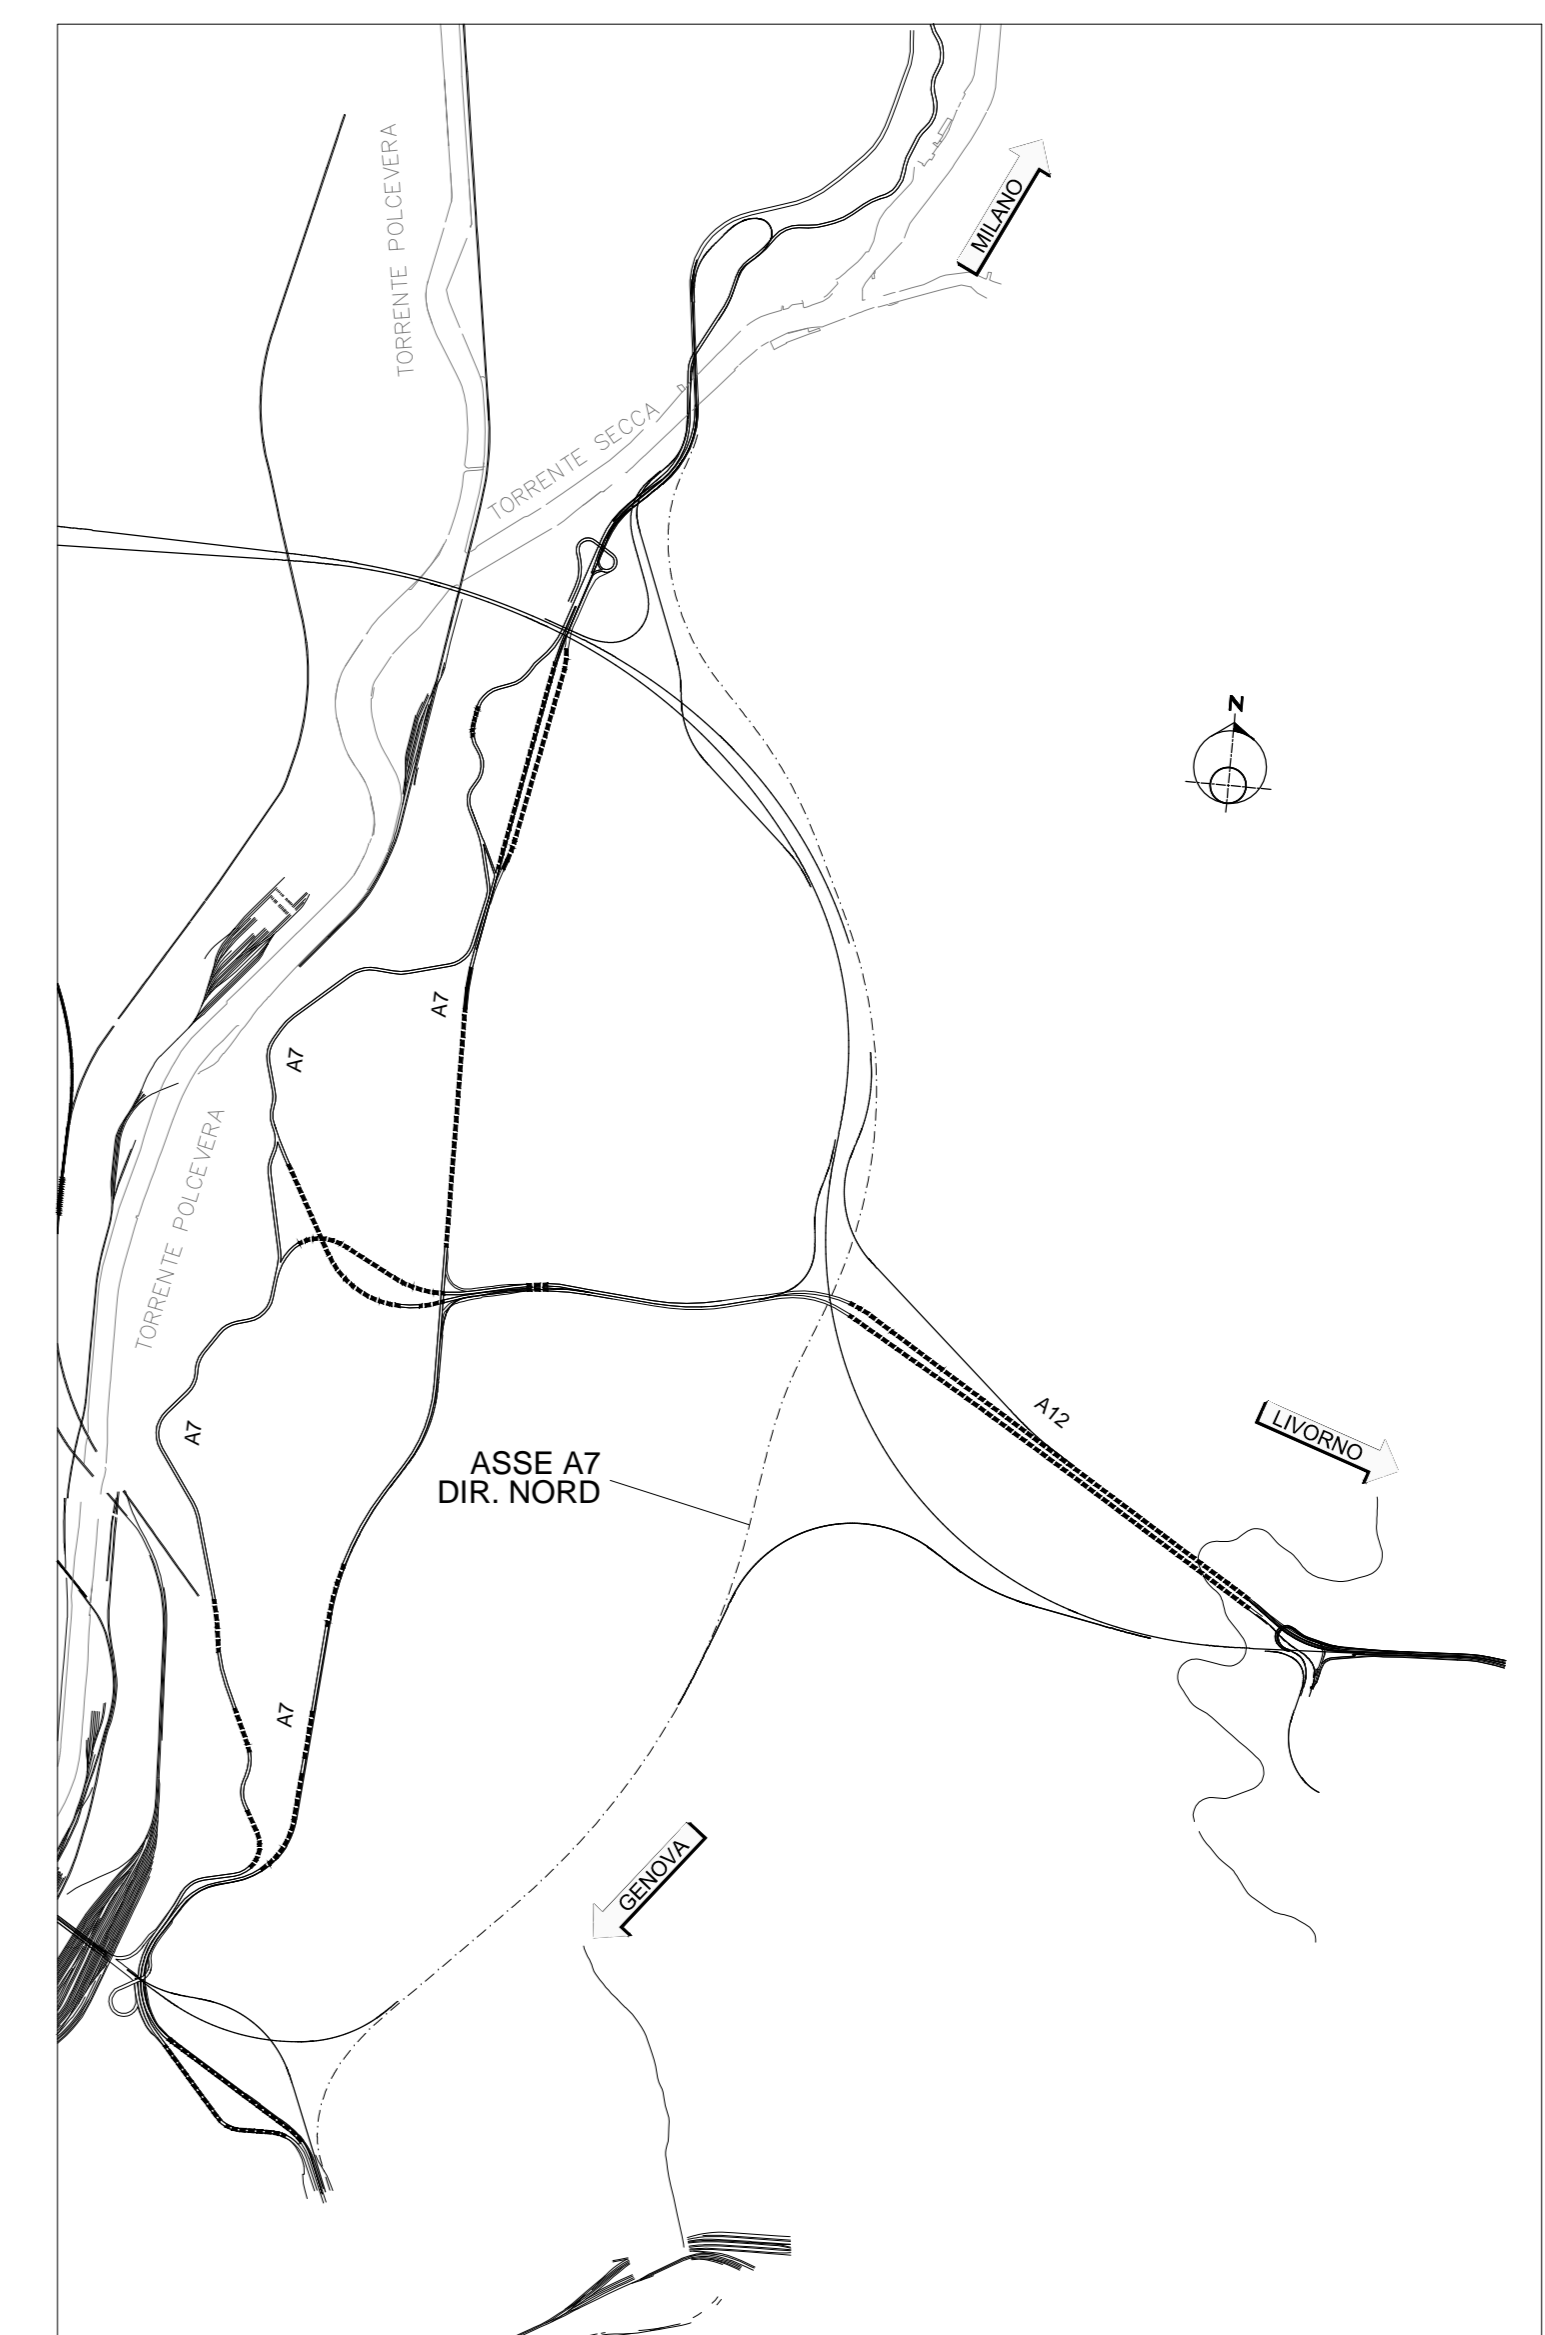 TORRENTE POLCEVERA
MILANO
TORRENTE SECCA
N
A7
A7
TORRENTE POLCEVERA
A12
LIVORNO
A7
ASSE A7
DIR. NORD
A7
GENOVA